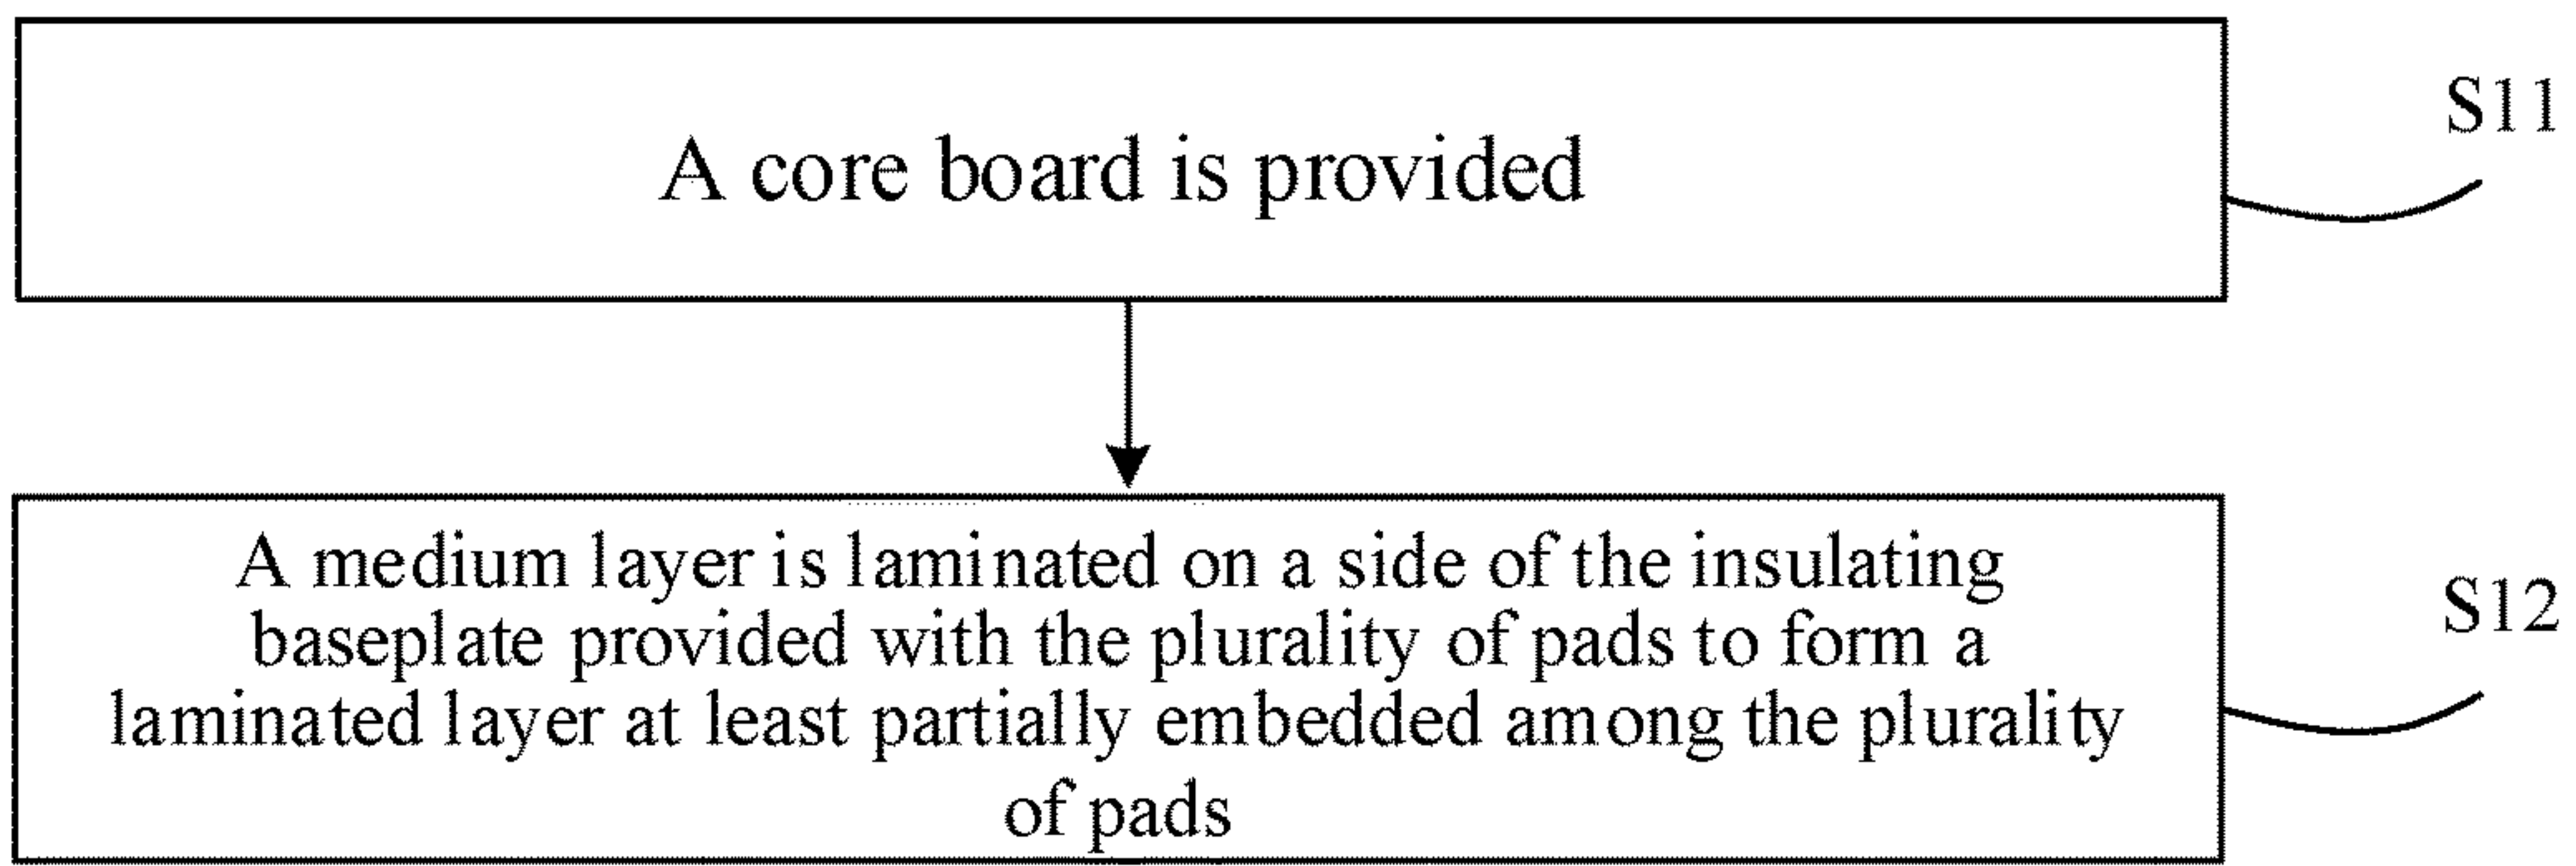 A core board is provided
S11
A medium layer is laminated on a side of the insulating
baseplate provided with the plurality of pads to form a
laminated layer at least partially embedded among the plurality
of pads
S12